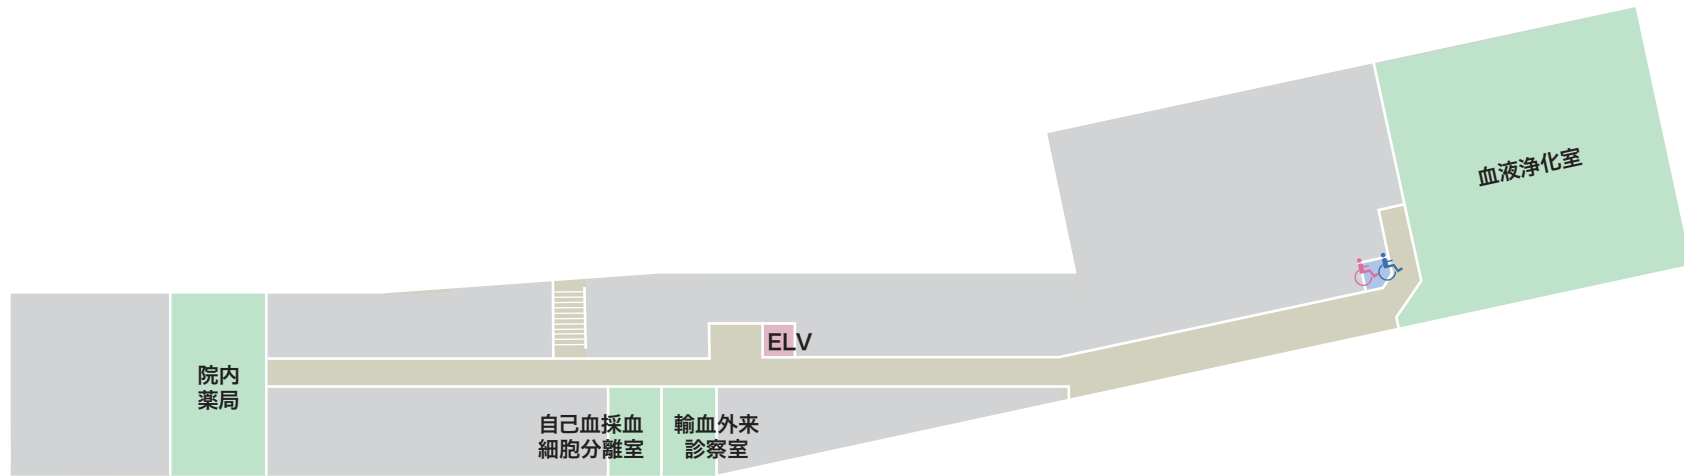 血液浄化室
ELV
院内
薬局
自己血採血
細胞分離室
輸血外来
診察室